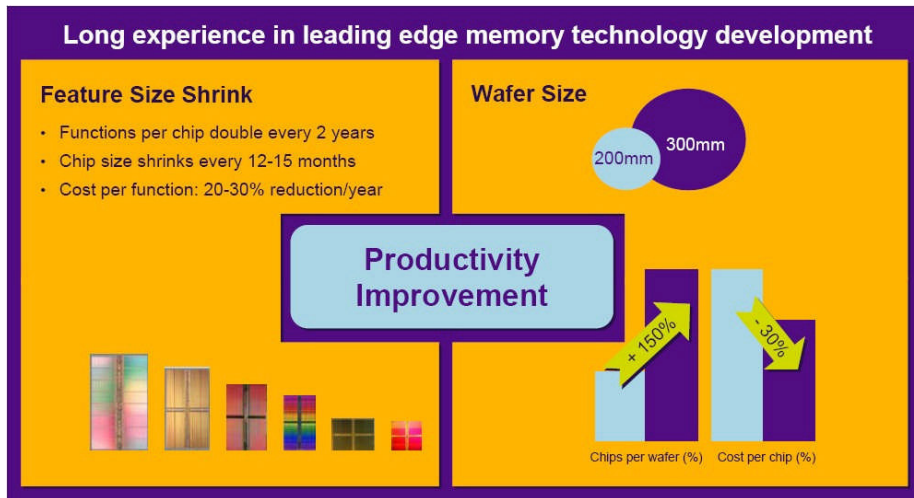 Long experience in leading edge memory technology development
Feature Size Shrink
• Functions per chip double every 2 years
• Chip size shrinks every 12-15 months
• Cost per function: 20-30% reduction/year
Wafer Size
200mm
300mm
Productivity
Improvement
+ 150%
- 30%
Chips per wafer (%)
Cost per chip (%)